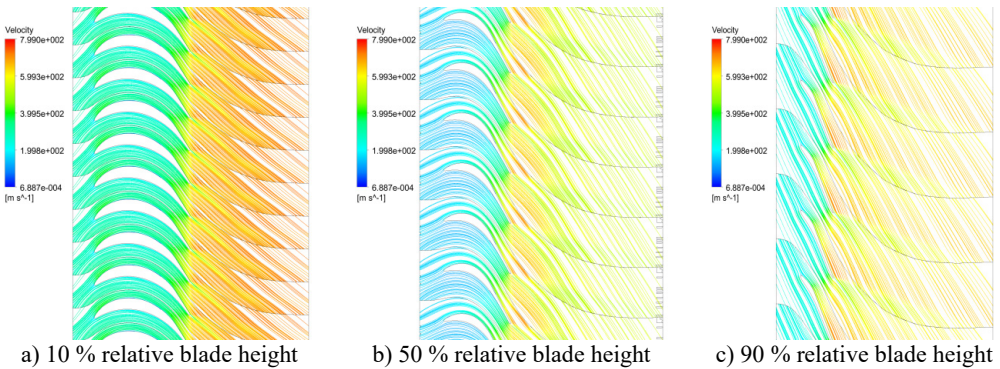 Velocity
7.990e+002
5.993e+002
3.995e+002
1.998e+002
6.887e-004
[m s^-1]
a) 10 % relative blade height
Velocity
7.990e+002
5.993e+002
3.995e+002
1.998e+002
6.887e-004
[m s^-1]
b) 50 % relative blade height
Velocity
7.990e+002
5.993e+002
3.995e+002
1.998e+002
6.887e-004
[m s^-1]
c) 90 % relative blade height